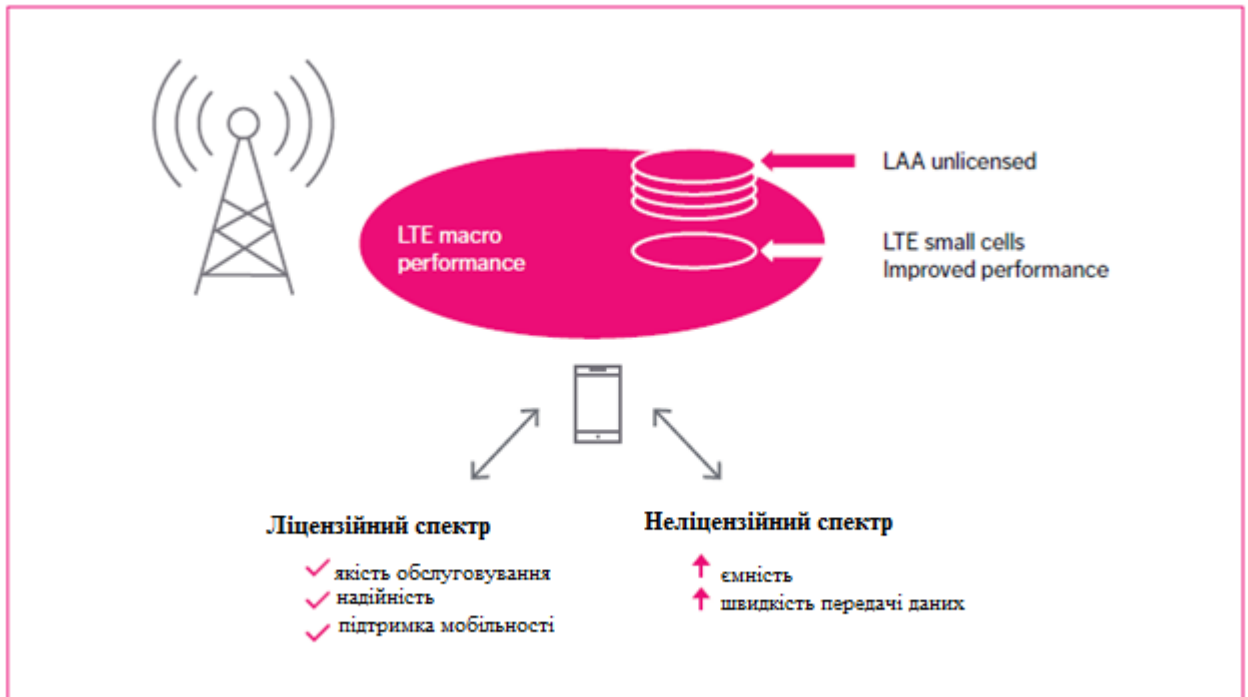 LAA unlicensed
LTE macro
performance
LTE small cells
Improved performance
Ліцензійний спектр
якість обслуговування
надійність
підтримка мобільності
Неліцензійний спектр
ємність
швидкість передачі даних